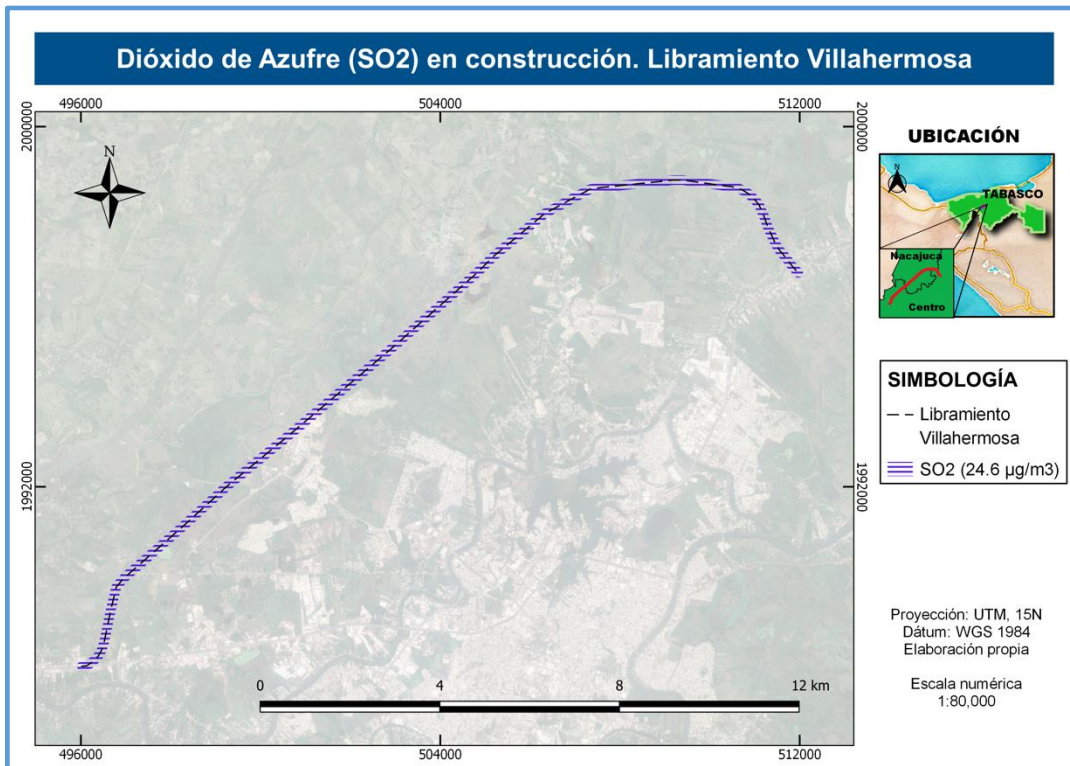 Dióxido de Azufre (SO2) en construcción. Libramiento Villahermosa
496000
504000
512000
2000000
2000000
N
UBICACIÓN
N
TABASCO
Nacajuca
Centro
SIMBOLOGÍA
Libramiento
Villahermosa
SO2 (24.6 µg/m3)
1992000
1992000
Proyección: UTM, 15N
Dátum: WGS 1984
Elaboración propia
Escala numérica
1:80,000
0
4
8
12 km
496000
504000
512000